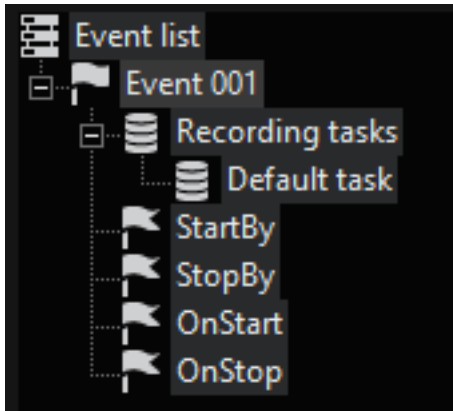 Event list
Event 001
Recording tasks
Default task
StartBy
StopBy
OnStart
OnStop